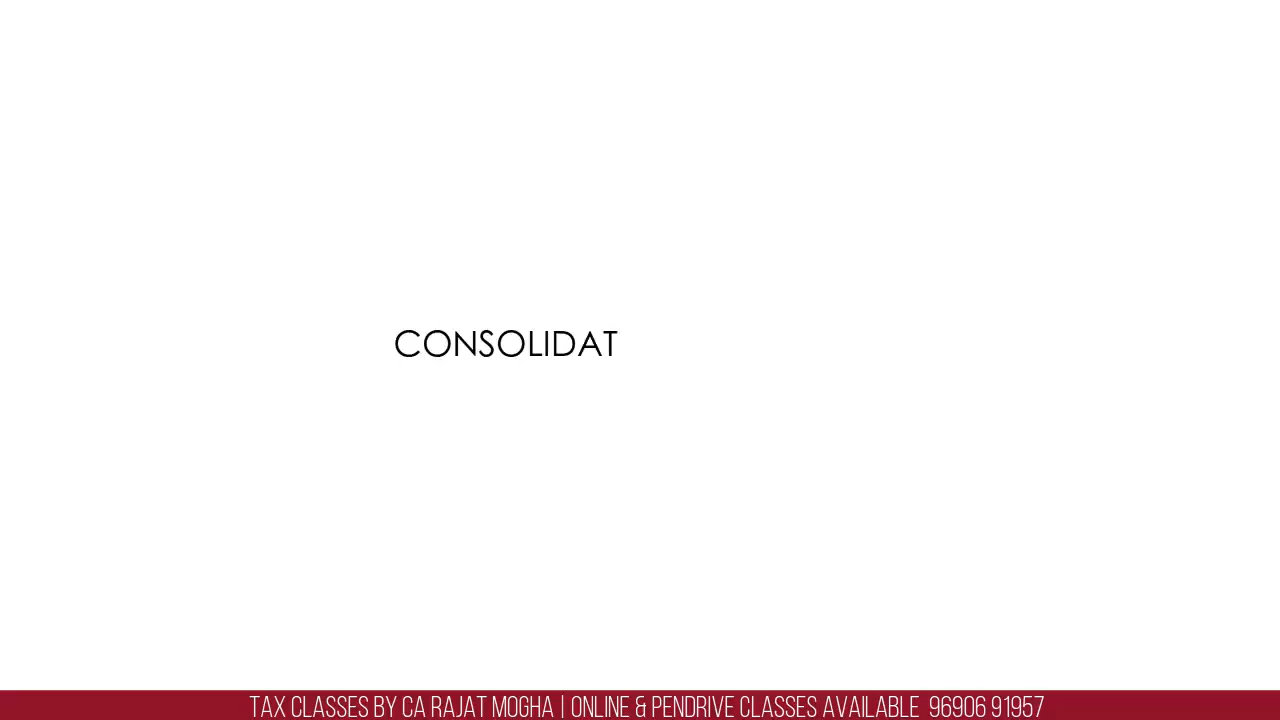 CONSOLIDAT
TAX CLASSES BY CA RAJAT MOGHA | ONLINE & PENDRIVE CLASSES AVAILABLE 96906 91957